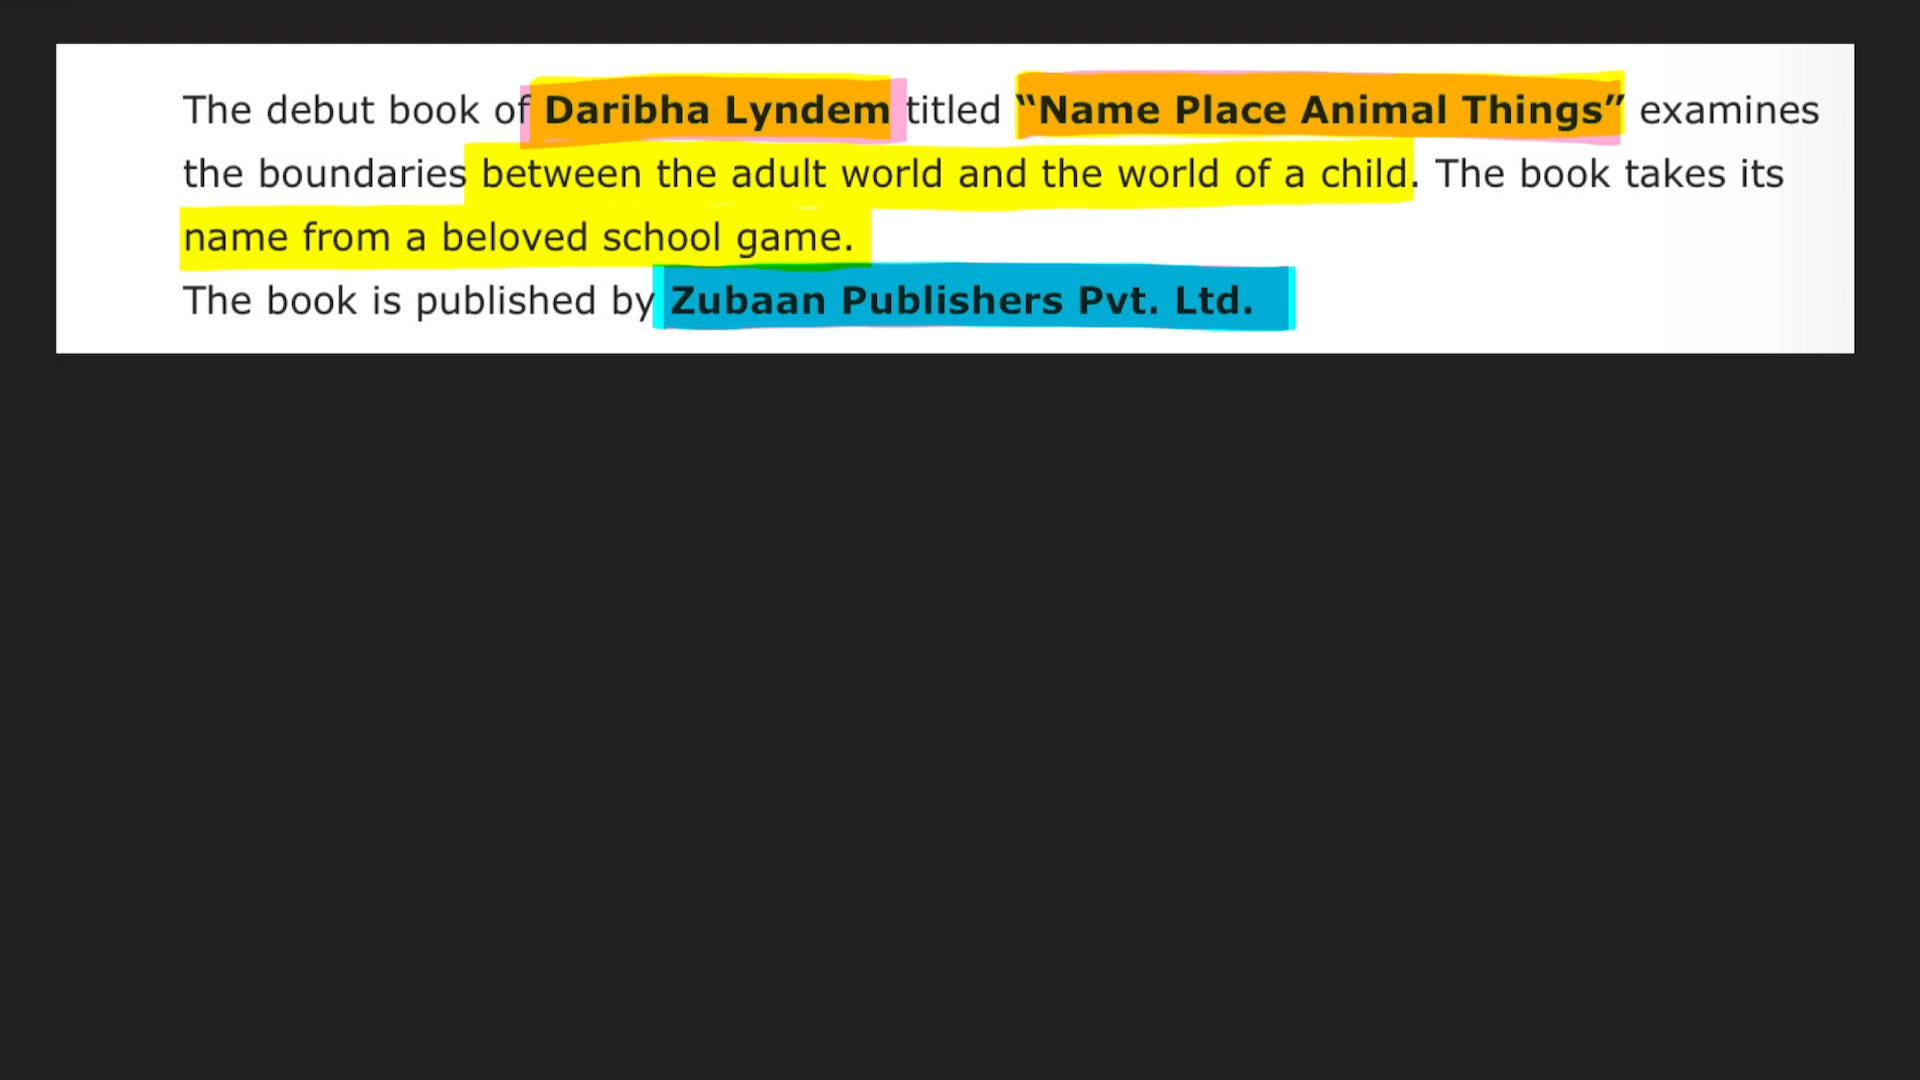 The debut book of Daribha Lyndem titled “Name Place Animal Things” examines
the boundaries between the adult world and the world of a child. The book takes its
name from a beloved school game.
The book is published by Zubaan Publishers Pvt. Ltd.